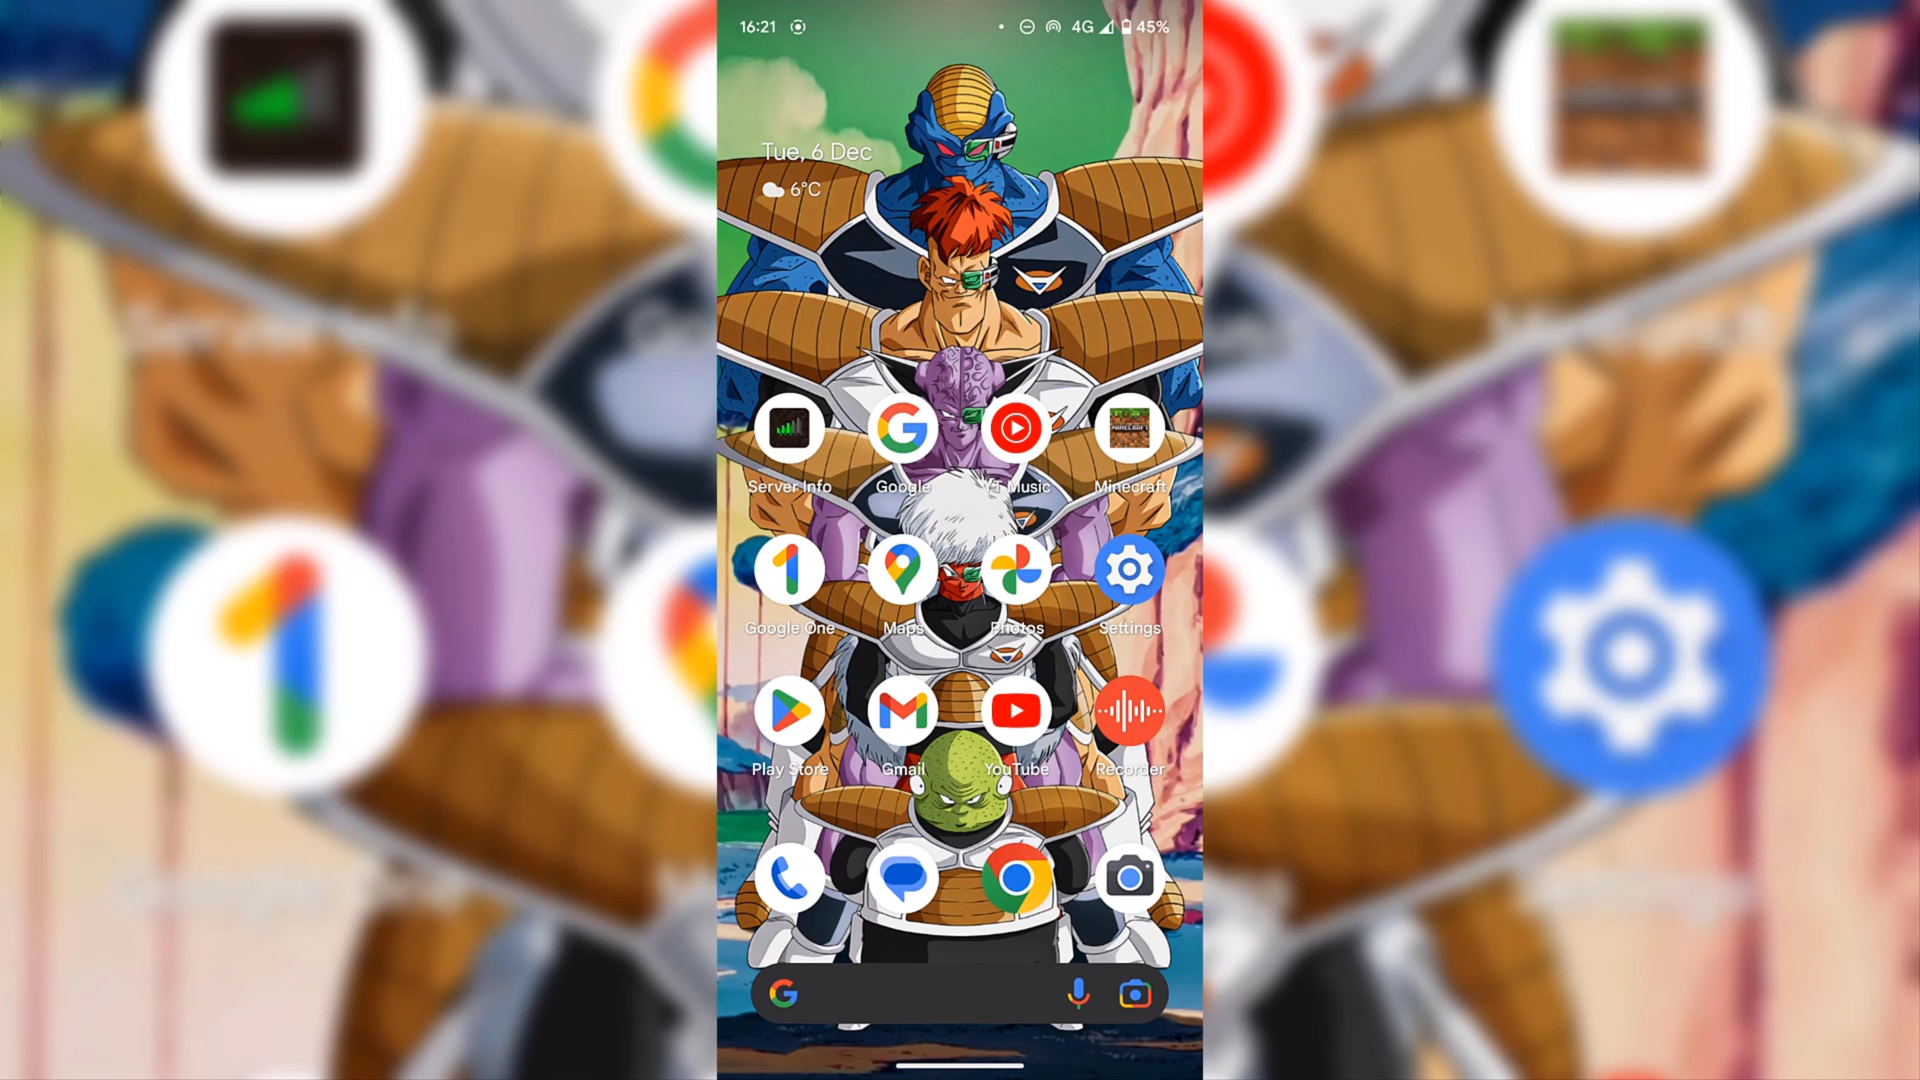 16:21 4G 45%
Tue, 6 Dec
6°C
Server Info Google YT Music Minecraft
MINECRAFT
Google One Maps Photos Settings
Play Store Gmail YouTube Recorder